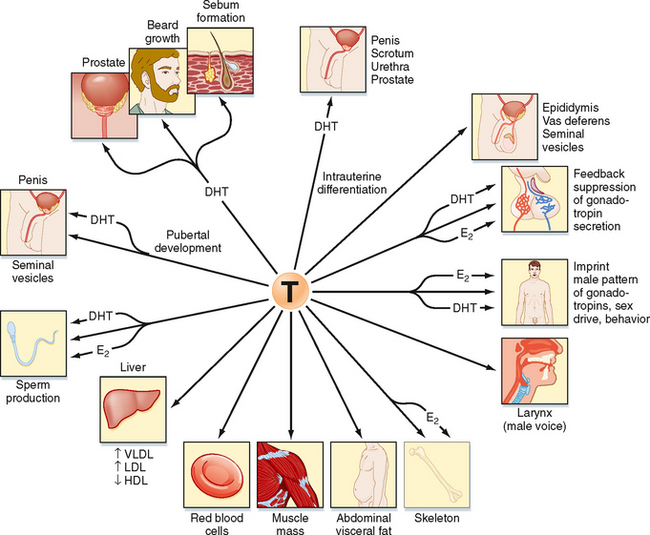 Sebum
formation
Beard
growth
Prostate
Penis
Scrotum
Urethra
Prostate
DHT
Epididymis
Vas deferens
Seminal
vesicles
Intrauterine
differentiation
DHT
Feedback
suppression
of gonado-
tropin
secretion
DHT
E2
Penis
DHT
Pubertal
development
Seminal
vesicles
T
E2
DHT
Imprint
male pattern
of gonado-
tropins, sex
drive, behavior
DHT
E2
Sperm
production
Liver
↑ VLDL
↑ LDL
↓ HDL
E2
Larynx
(male voice)
Red blood
cells
Muscle
mass
Abdominal
visceral fat
Skeleton